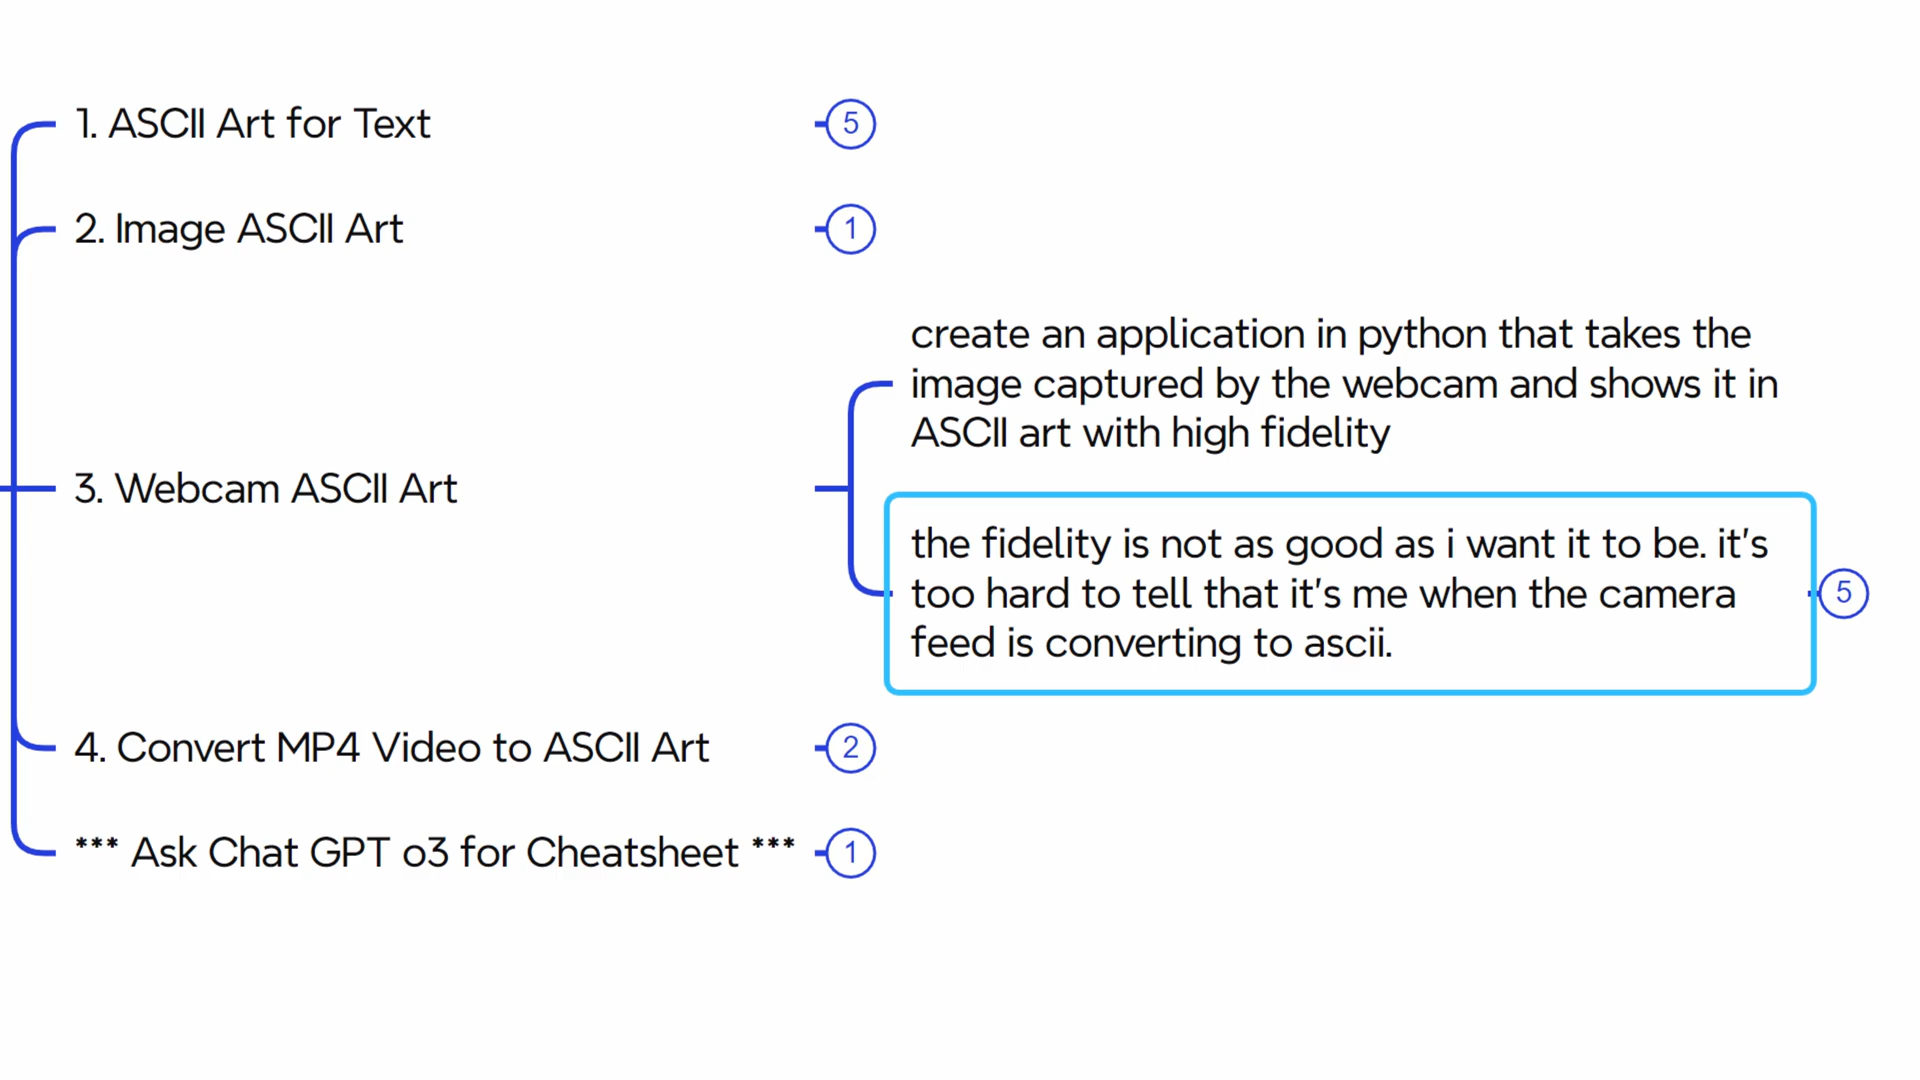 1. ASCII Art for Text
5
2. Image ASCII Art
1
3. Webcam ASCII Art
create an application in python that takes the
image captured by the webcam and shows it in
ASCII art with high fidelity
the fidelity is not as good as i want it to be. it's
too hard to tell that it's me when the camera
feed is converting to ascii.
5
4. Convert MP4 Video to ASCII Art
2
*** Ask Chat GPT o3 for Cheatsheet ***
1